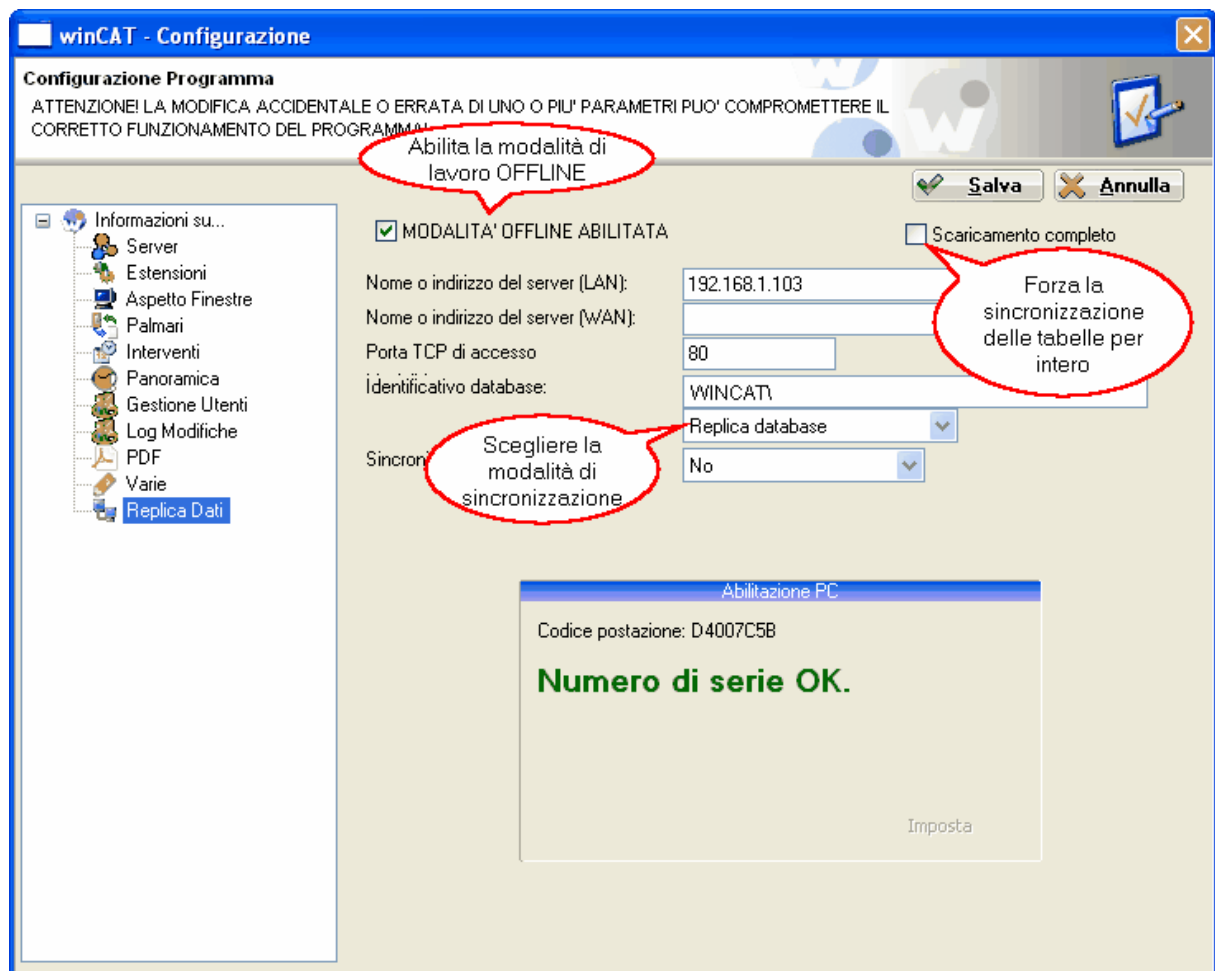 winCAT - Configurazione
Configurazione Programma
ATTENZIONE! LA MODIFICA ACCIDENTALE O ERRATA DI UNO O PIU' PARAMETRI PUO' COMPROMETTERE IL
CORRETTO FUNZIONAMENTO DEL PROGRAMMA!
Abilita la modalità di
lavoro OFFLINE
Salva
Annulla
Informazioni su...
Server
Estensioni
Aspetto Finestre
Palmari
Interventi
Panoramica
Gestione Utenti
Log Modifiche
PDF
Varie
Replica Dati
MODALITA' OFFLINE ABILITATA
Scaricamento completo
Forza la
sincronizzazione
delle tabelle per
intero
Nome o indirizzo del server (LAN):
192.168.1.103
Nome o indirizzo del server (WAN):
Porta TCP di accesso
80
Identificativo database:
WINCAT\
Replica database
Scegliere la
modalità di
sincronizzazione
Sincron
No
Abilitazione PC
Codice postazione: D4007C5B
Numero di serie OK.
Imposta